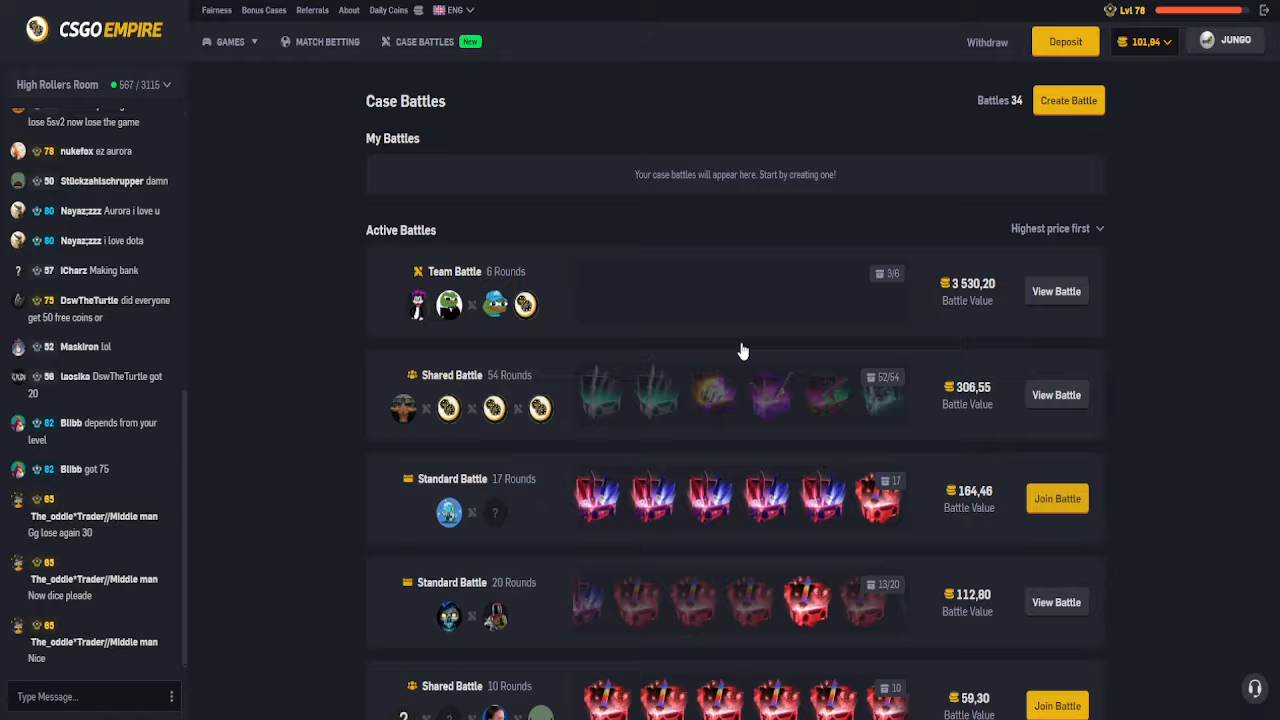 Fairness Bonus Cases Referrals About Daily Coins ENG
Lvl 78
CSGOEMPIRE
GAMES MATCH BETTING CASE BATTLES New
Withdraw Deposit 101,94 JUNGO
High Rollers Room 567 / 3115
lose 5sv2 now lose the game
78 nukefox ez aurora
50 Stückzahlschrupper damn
80 Nayaz;zzz Aurora i love u
80 Nayaz;zzz i love dota
57 ICharz Making bank
75 DswTheTurtle did everyone
get 50 free coins or
52 Maskiron lol
56 laosika DswTheTurtle got
20
82 Blibb depends from your
level
82 Blibb got 75
85
The_oddie*Trader//Middle man
Gg lose again 30
85
The_oddie*Trader//Middle man
Now dice pleade
85
The_oddie*Trader//Middle man
Nice
Type Message...
Case Battles
Battles 34 Create Battle
My Battles
Your case battles will appear here. Start by creating one!
Active Battles
Highest price first
Team Battle 6 Rounds
3/6
3 530,20
Battle Value
View Battle
Shared Battle 54 Rounds
52/54
306,55
Battle Value
View Battle
Standard Battle 17 Rounds
?
17
164,46
Battle Value
Join Battle
Standard Battle 20 Rounds
13/20
112,80
Battle Value
View Battle
Shared Battle 10 Rounds
?
10
59,30
Join Battle